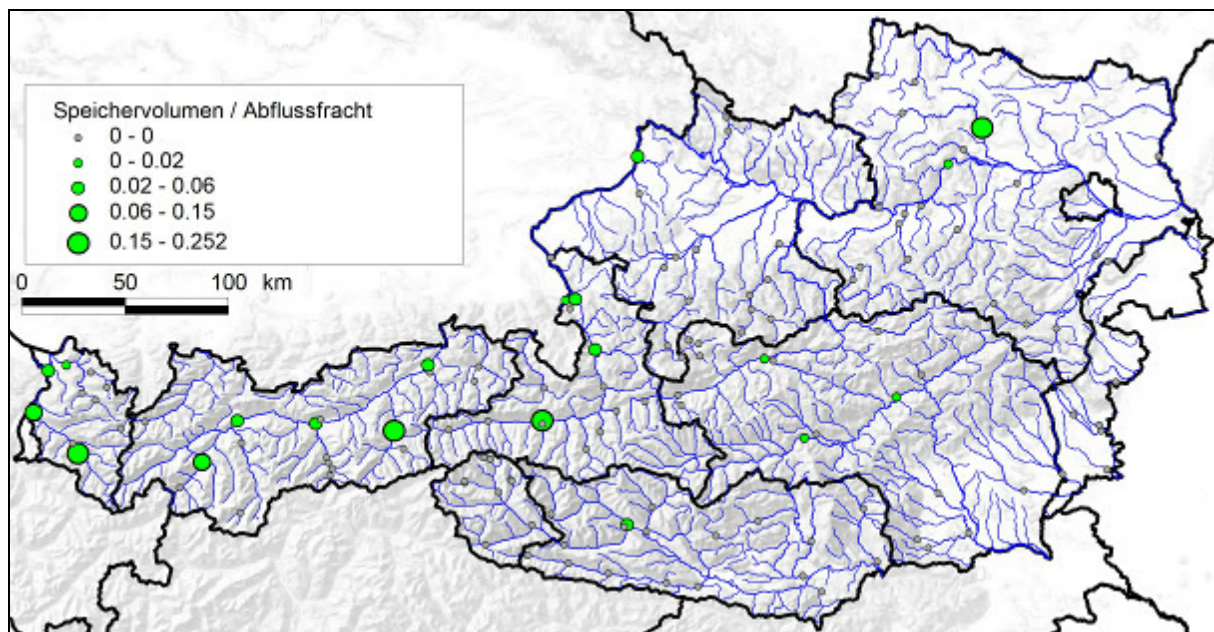 Speichervolumen / Abflussfracht
0 - 0
0 - 0.02
0.02 - 0.06
0.06 - 0.15
0.15 - 0.252
0 50 100 km